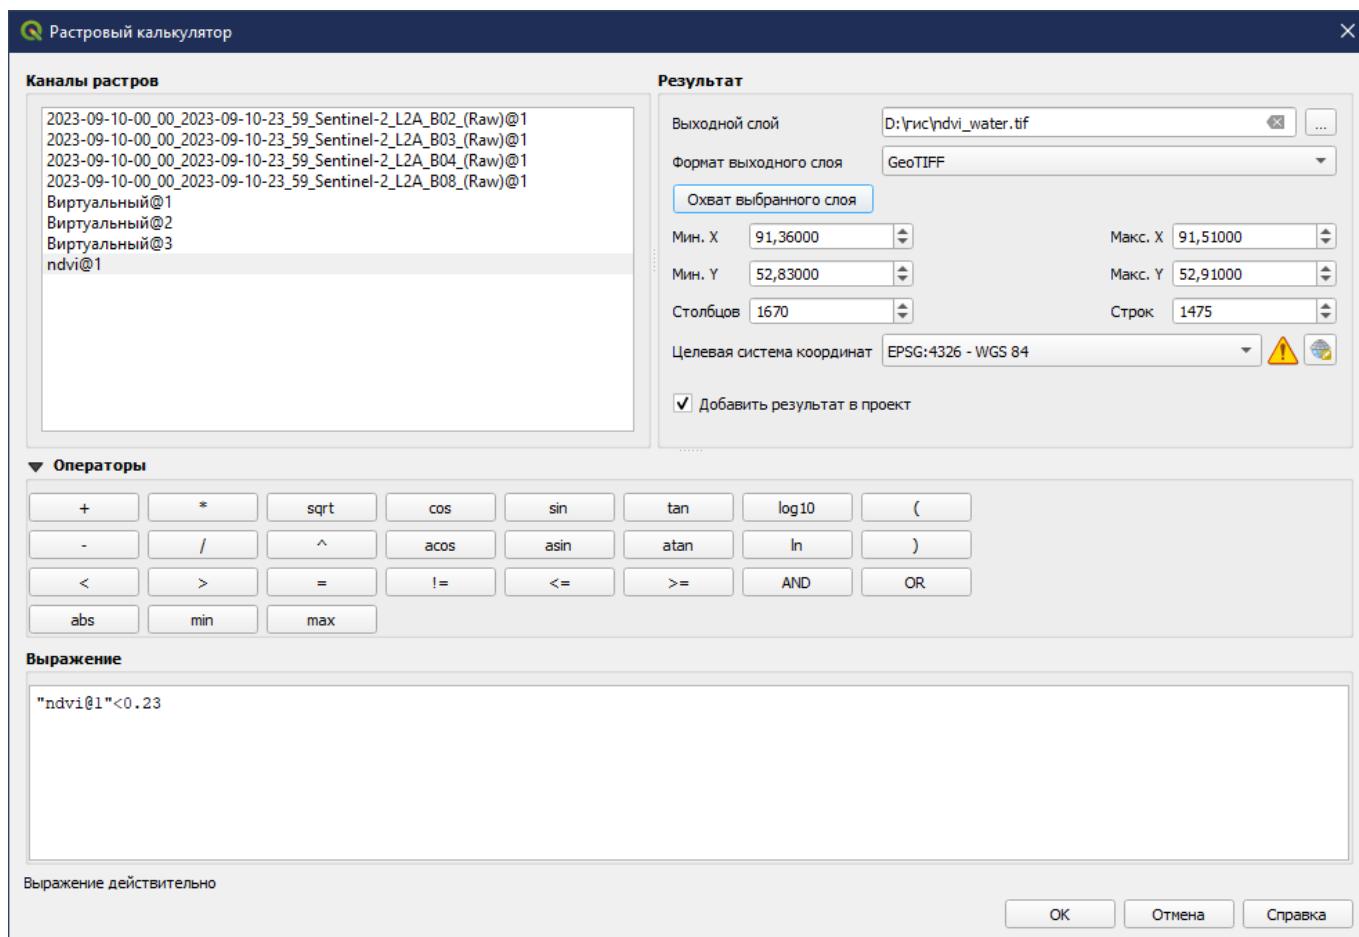 Растровый калькулятор
Каналы растров
2023-09-10-00_00_2023-09-10-23_59_Sentinel-2_L2A_B02_(Raw)@1
2023-09-10-00_00_2023-09-10-23_59_Sentinel-2_L2A_B03_(Raw)@1
2023-09-10-00_00_2023-09-10-23_59_Sentinel-2_L2A_B04_(Raw)@1
2023-09-10-00_00_2023-09-10-23_59_Sentinel-2_L2A_B08_(Raw)@1
Виртуальный@1
Виртуальный@2
Виртуальный@3
ndvi@1
Результат
Выходной слой D:\гис\ndvi_water.tif ...
Формат выходного слоя GeoTIFF
Охват выбранного слоя
Мин. X 91,36000 Макс. X 91,51000
Мин. Y 52,83000 Макс. Y 52,91000
Столбцов 1670 Строк 1475
Целевая система координат EPSG:4326 - WGS 84
Добавить результат в проект
Операторы
+ * sqrt cos sin tan log10 (
- / ^ acos asin atan ln )
< > = != <= >= AND OR
abs min max
Выражение
"ndvi@1"<0.23
Выражение действительно
OK Отмена Справка